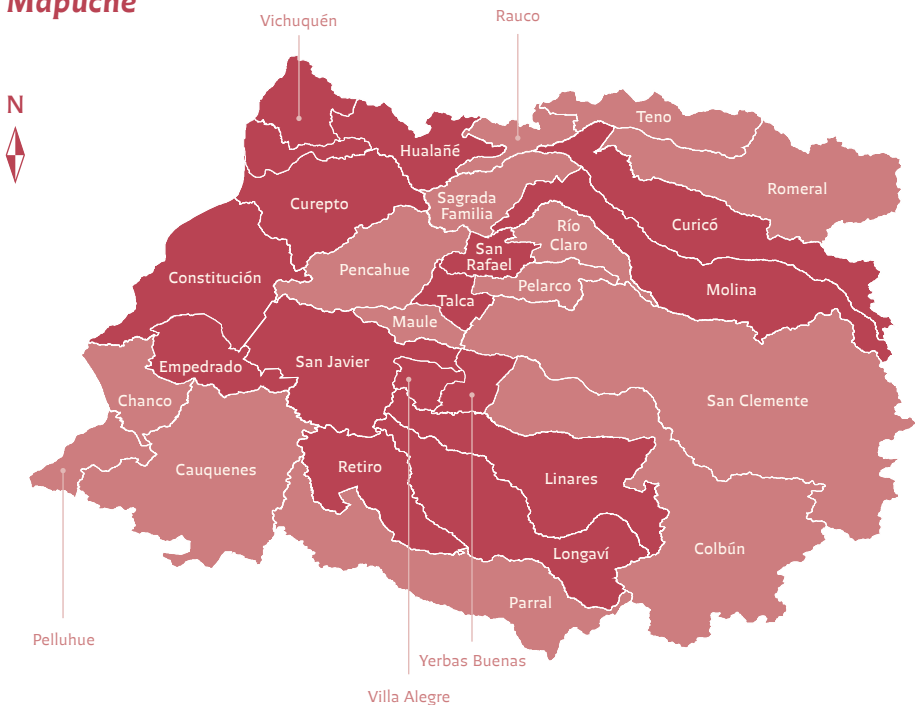 Mapuche
Vichuquén
Rauco
N
Teno
Hualañé
Romeral
Sagrada
Familia
Curepto
Río
Claro
Curicó
San
Rafael
Pencahue
Constitución
Pelarco
Molina
Talca
Maule
San Javier
Empedrado
Chanco
San Clemente
Cauquenes
Retiro
Linares
Colbún
Longaví
Parral
Pelluhue
Yerbas Buenas
Villa Alegre